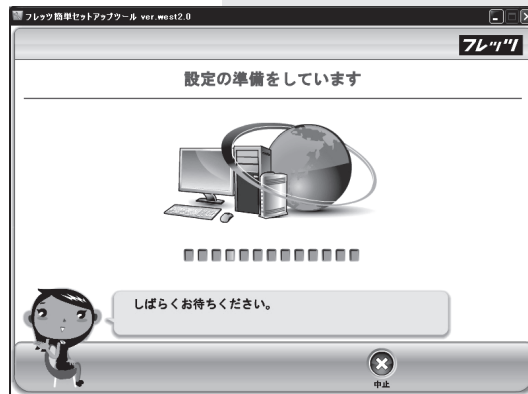 フレッツ簡単セットアップツール ver.west2.0
フレッツ
設定の準備をしています
しばらくお待ちください。
中止